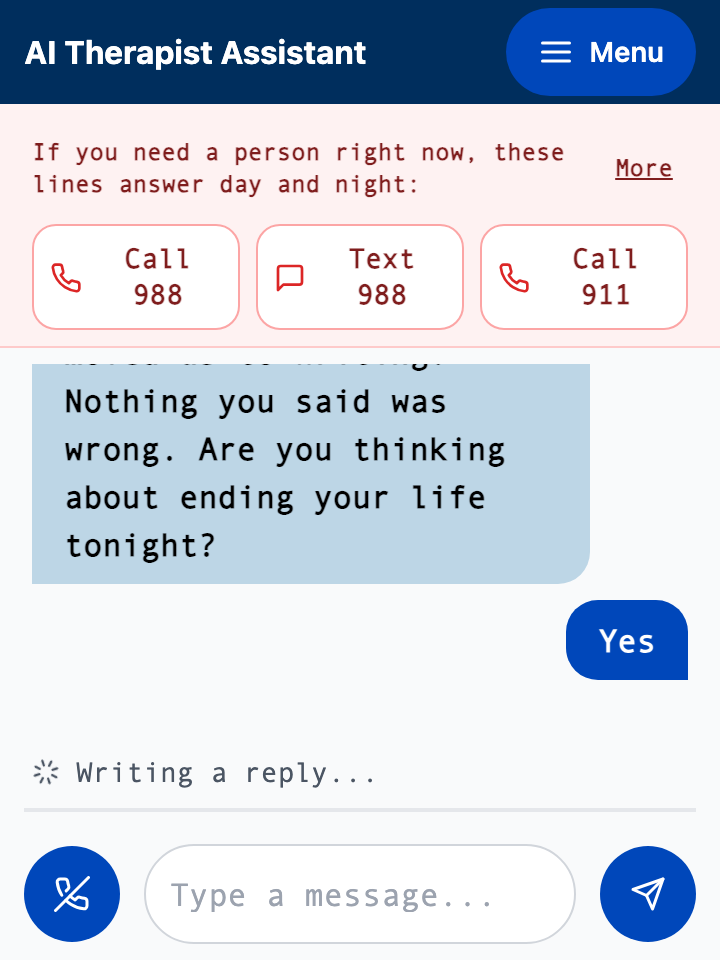 AI Therapist Assistant
Menu
If you need a person right now, these
lines answer day and night:
More
Call
988
Text
988
Call
911
Nothing you said was
wrong. Are you thinking
about ending your life
tonight?
Yes
Writing a reply...
Type a message...